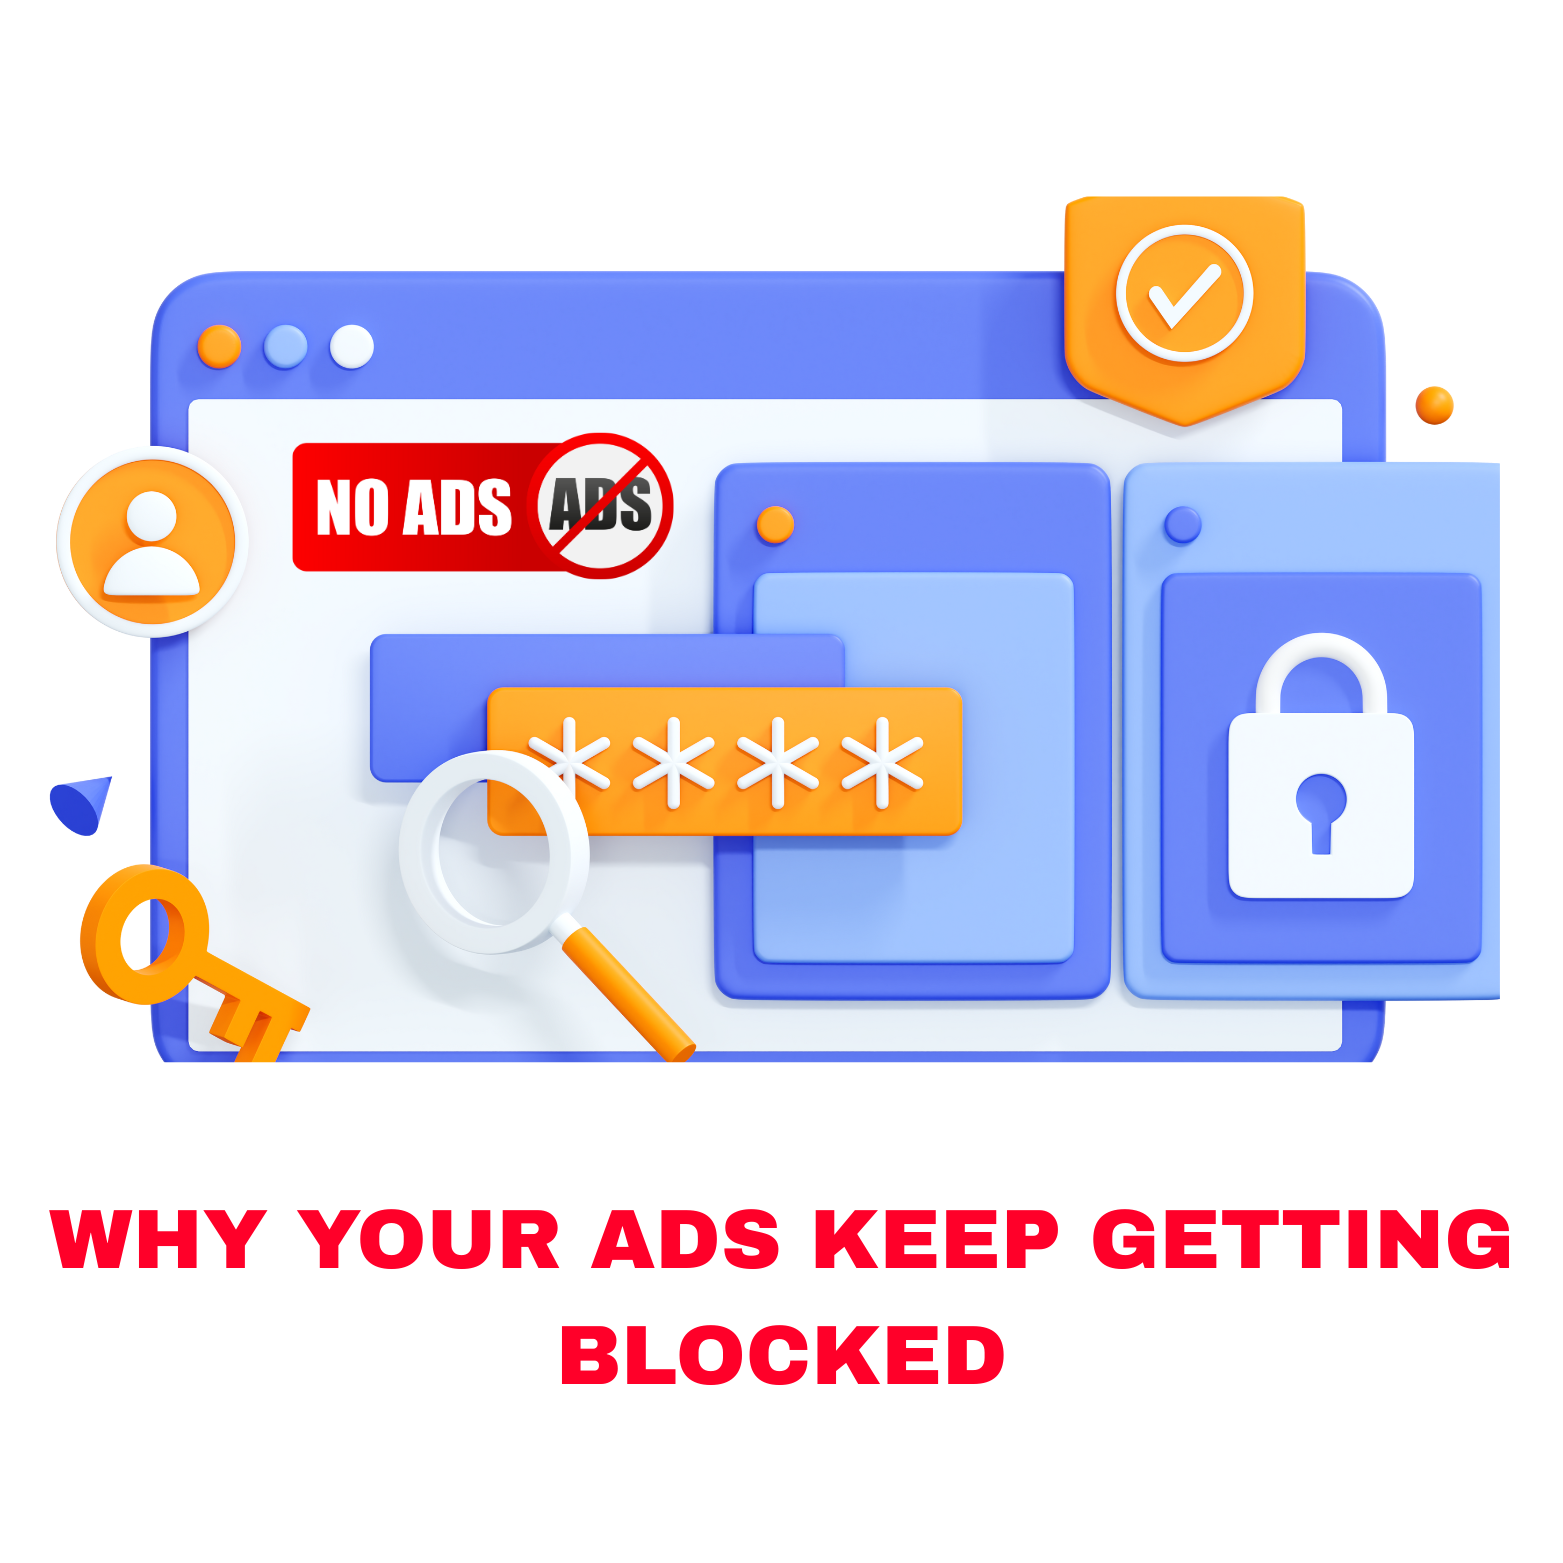 NO ADS
ADS
****
WHY YOUR ADS KEEP GETTING
BLOCKED